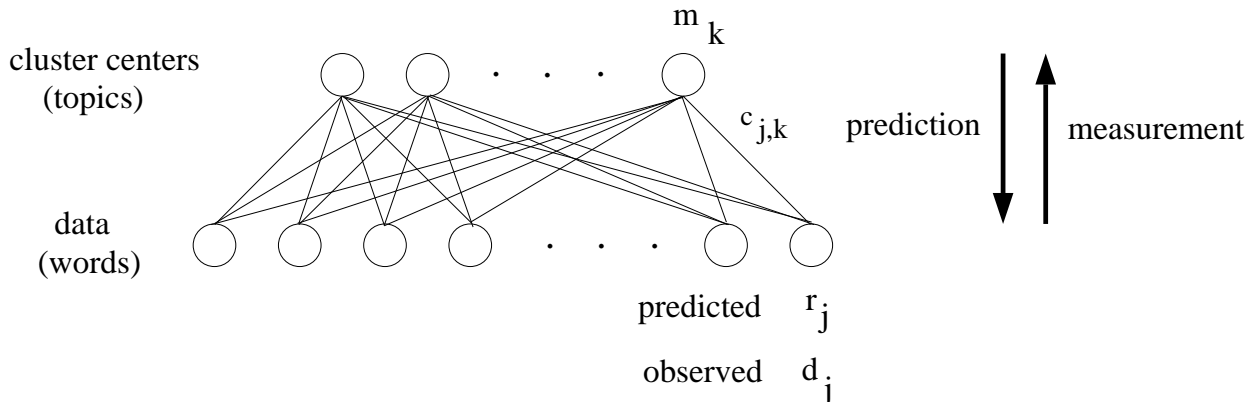 m k
cluster centers
(topics)
c j,k
prediction
measurement
data
(words)
predicted r j
observed d j